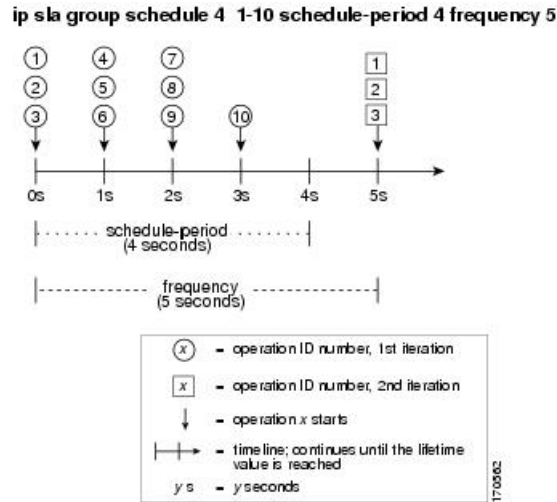 ip sla group schedule 4 1-10 schedule-period 4 frequency 5
1 4 7 1
2 5 8 2
3 6 9 10 3
0s 1s 2s 3s 4s 5s
schedule-period
(4 seconds)
frequency
(5 seconds)
x = operation ID number, 1st iteration
x = operation ID number, 2nd iteration
= operation x starts
= timeline; continues until the lifetime
value is reached
y s = y seconds
170562